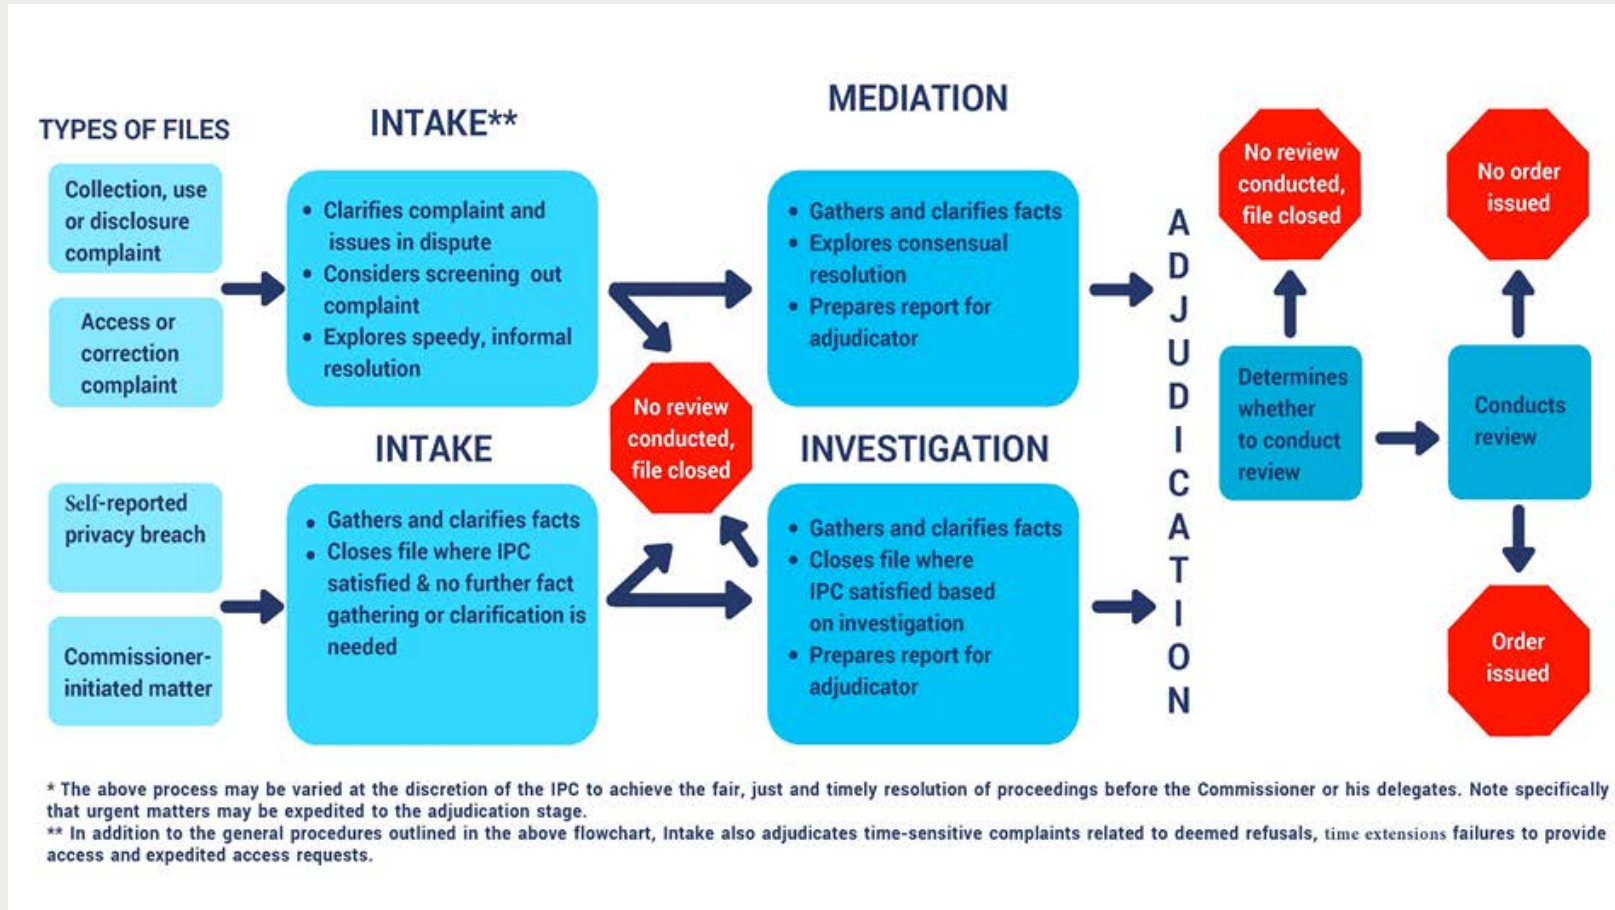 TYPES OF FILES
Collection, use
or disclosure
complaint
Access or
correction
complaint
Self-reported
privacy breach
Commissioner-
initiated matter
INTAKE**
• Clarifies complaint and
issues in dispute
• Considers screening out
complaint
• Explores speedy, informal
resolution
INTAKE
• Gathers and clarifies facts
• Closes file where IPC
satisfied & no further fact
gathering or clarification is
needed
No review
conducted,
file closed
MEDIATION
• Gathers and clarifies facts
• Explores consensual
resolution
• Prepares report for
adjudicator
INVESTIGATION
• Gathers and clarifies facts
• Closes file where
IPC satisfied based
on investigation
• Prepares report for
adjudicator
ADJUDICATION
No review
conducted,
file closed
Determines
whether
to conduct
review
No order
issued
Conducts
review
Order
issued
* The above process may be varied at the discretion of the IPC to achieve the fair, just and timely resolution of proceedings before the Commissioner or his delegates. Note specifically
that urgent matters may be expedited to the adjudication stage.
** In addition to the general procedures outlined in the above flowchart, Intake also adjudicates time-sensitive complaints related to deemed refusals, time extensions failures to provide
access and expedited access requests.